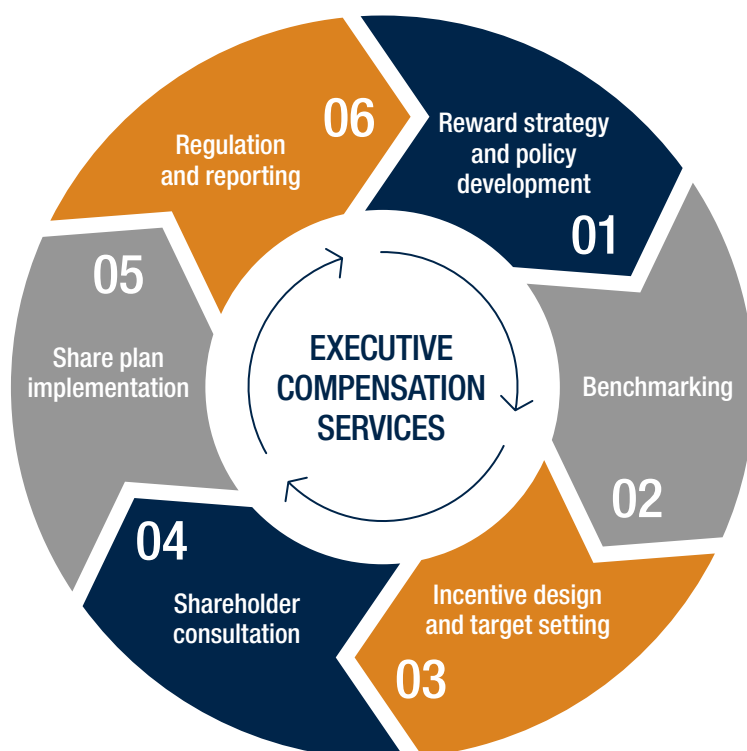 EXECUTIVE
COMPENSATION
SERVICES
Reward strategy
and policy
development
01
Benchmarking
02
Incentive design
and target setting
03
04
Shareholder
consultation
05
Share plan
implementation
06
Regulation
and reporting